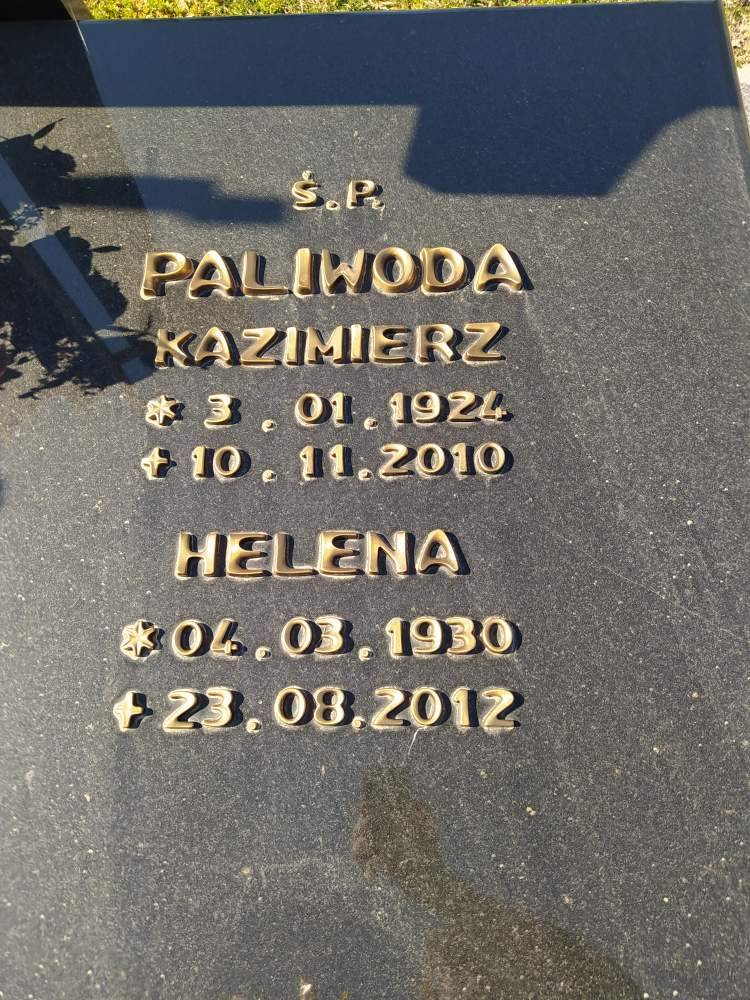 Ś.P.
PALIWODA
KAZIMIERZ
* 3.01.1924
+ 10.11.2010
HELENA
* 04.03.1930
+ 23.08.2012